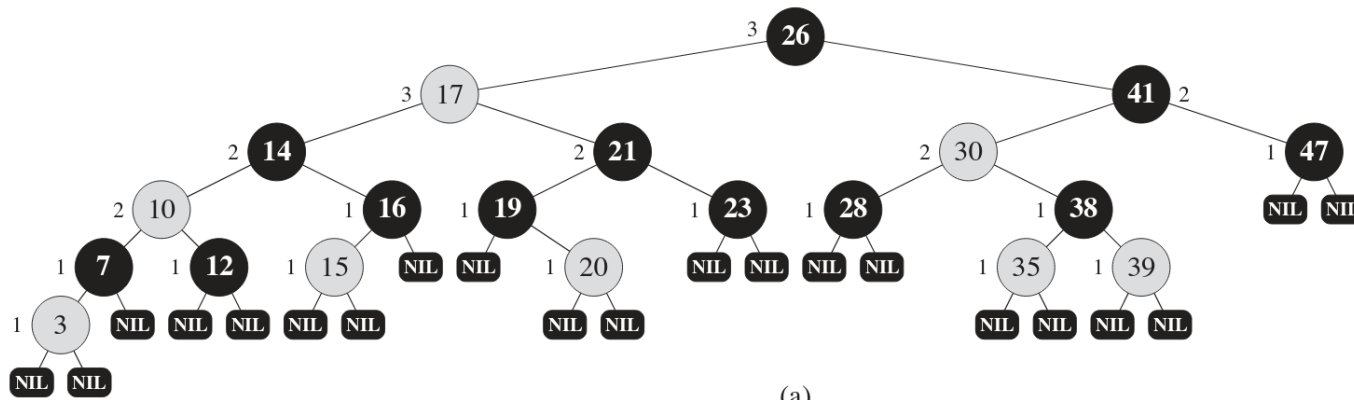 3 26
3 17 41 2
2 14 2 21 2 30 1 47
2 10 1 16 1 19 1 23 1 28 1 38 NIL NIL
1 7 1 12 1 15 NIL NIL 1 20 NIL NIL NIL NIL 1 35 1 39
1 3 NIL NIL NIL NIL NIL NIL NIL NIL NIL NIL NIL
NIL NIL
(a)